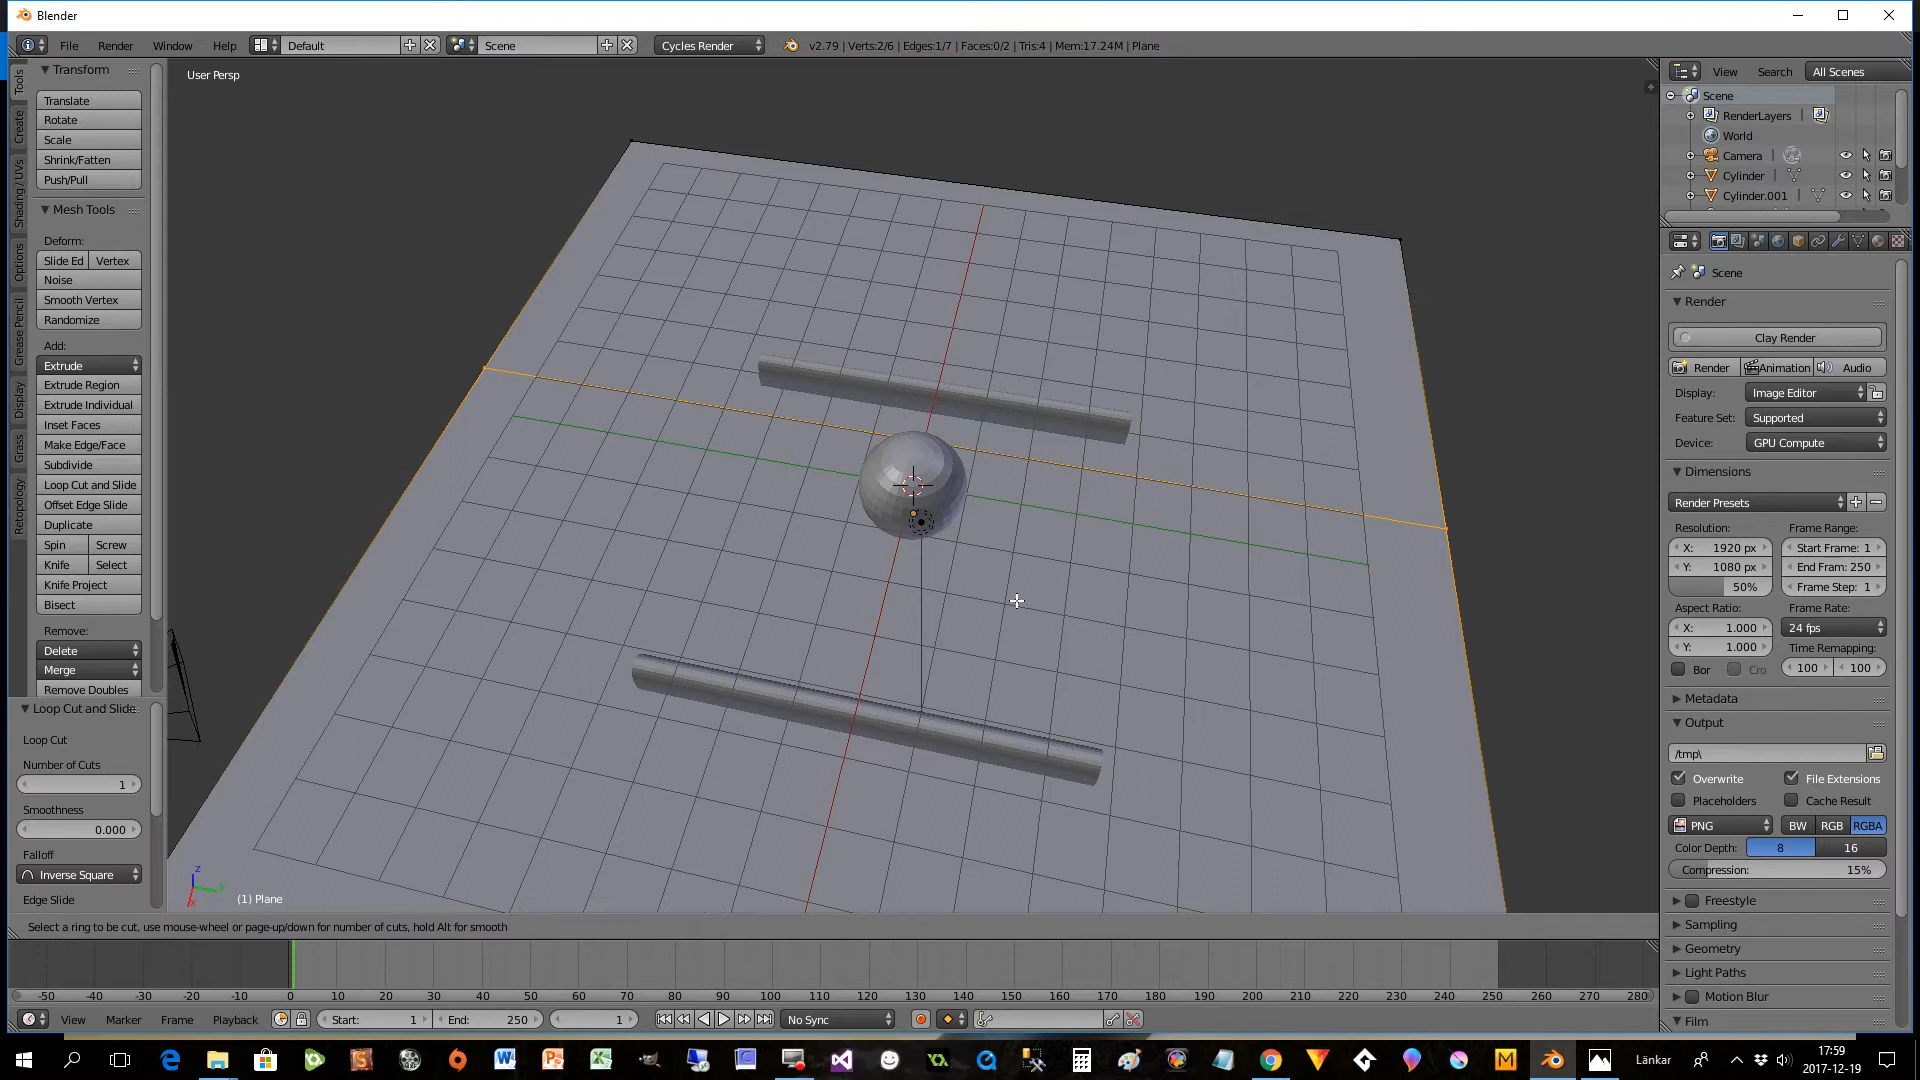 Blender
File Render Window Help Default Scene Cycles Render v2.79 | Verts:2/6 | Edges:1/7 | Faces:0/2 | Tris:4 | Mem:17.24M | Plane
User Persp
Tools
Create
Shading / UVs
Options
Grease Pencil
Display
Grass
Retopology
Transform
Translate
Rotate
Scale
Shrink/Fatten
Push/Pull
Mesh Tools
Deform:
Slide Ed Vertex
Noise
Smooth Vertex
Randomize
Add:
Extrude
Extrude Region
Extrude Individual
Inset Faces
Make Edge/Face
Subdivide
Loop Cut and Slide
Offset Edge Slide
Duplicate
Spin Screw
Knife Select
Knife Project
Bisect
Remove:
Delete
Merge
Remove Doubles
Loop Cut and Slide
Loop Cut
Number of Cuts
1
Smoothness
0.000
Falloff
Inverse Square
Edge Slide
z
y
x
(1) Plane
Select a ring to be cut, use mouse-wheel or page-up/down for number of cuts, hold Alt for smooth
View Search All Scenes
Scene
RenderLayers
World
Camera
Cylinder
Cylinder.001
Scene
Render
Clay Render
Render Animation Audio
Display: Image Editor
Feature Set: Supported
Device: GPU Compute
Dimensions
Render Presets
Resolution: Frame Range:
X: 1920 px Start Frame: 1
Y: 1080 px End Fram: 250
50% Frame Step: 1
Aspect Ratio: Frame Rate:
X: 1.000 24 fps
Y: 1.000 Time Remapping:
Bor Cro 100 100
Metadata
Output
/tmp\
Overwrite File Extensions
Placeholders Cache Result
PNG BW RGB RGBA
Color Depth: 8 16
Compression: 15%
Freestyle
Sampling
Geometry
Light Paths
Motion Blur
Film
-50 -40 -30 -20 -10 0 10 20 30 40 50 60 70 80 90 100 110 120 130 140 150 160 170 180 190 200 210 220 230 240 250 260 270 280
View Marker Frame Playback Start: 1 End: 250 1 No Sync
Länkar
17:59
2017-12-19